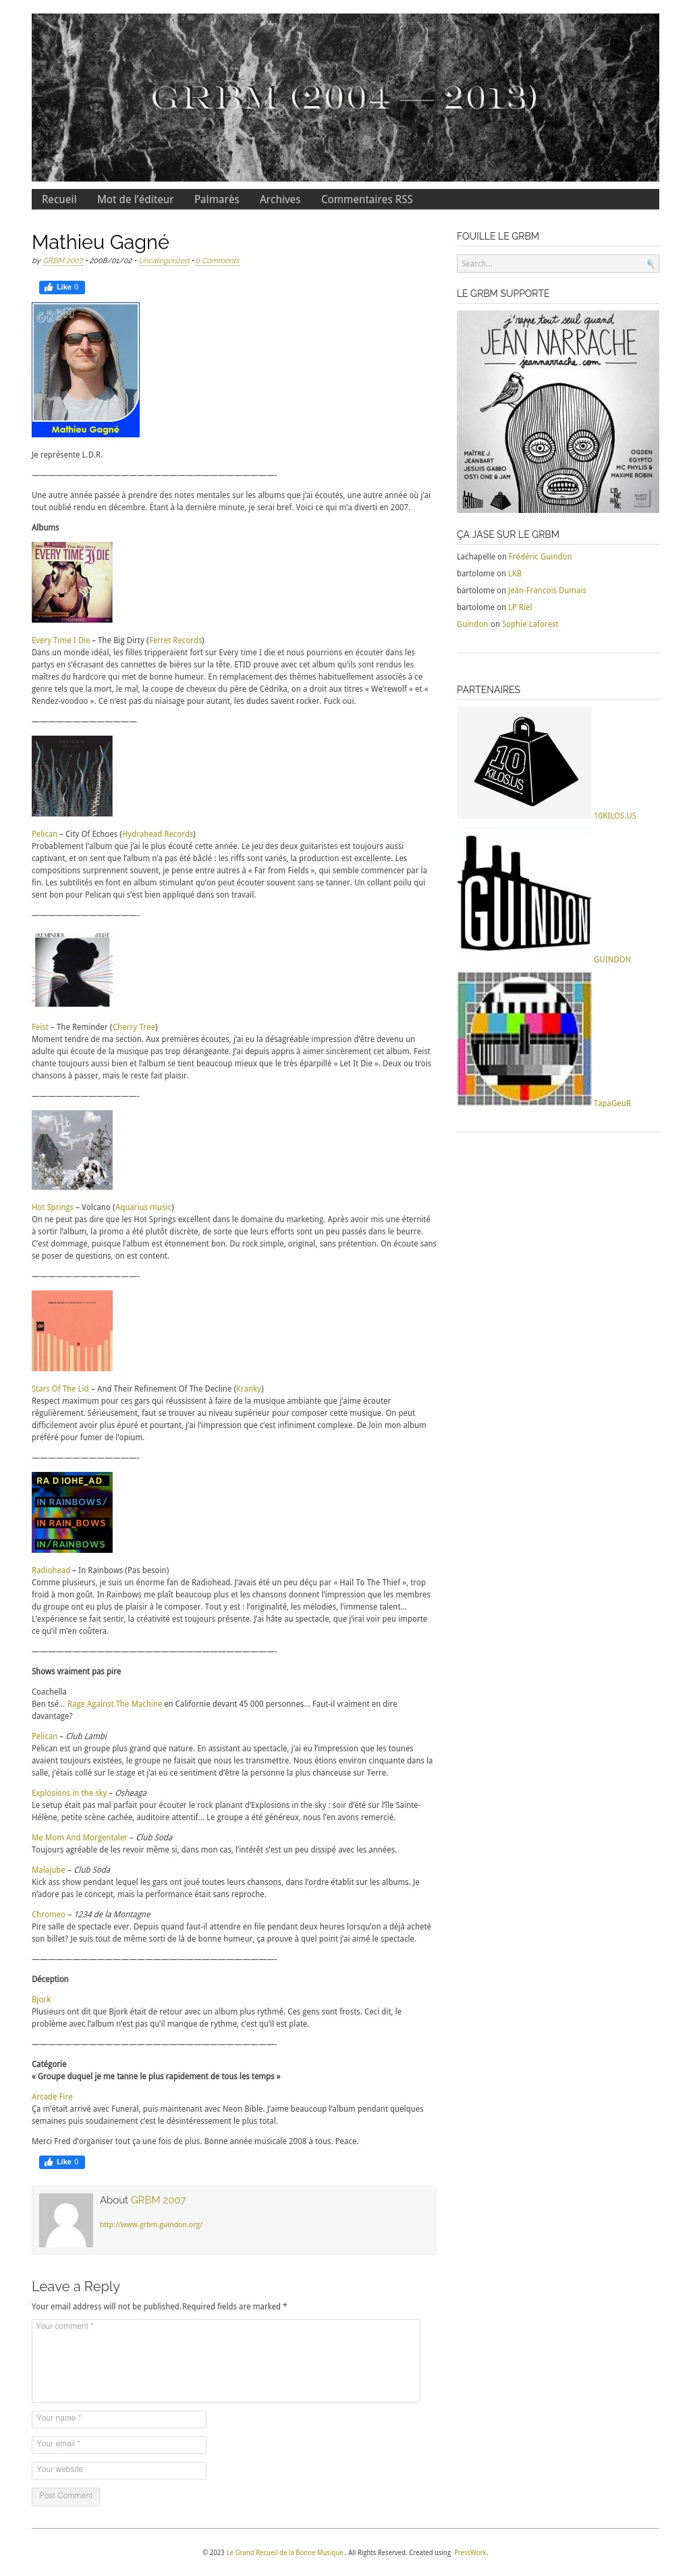 GRBM (2004 — 2013)
Recueil Mot de l’éditeur Palmarès Archives Commentaires RSS
Mathieu Gagné
by GRBM 2007 • 2008/01/02 • Uncategorized • 0 Comments
Like 0
GRBM
Mathieu Gagné
Je représente L.D.R.
——————————————————————————————-
Une autre année passée à prendre des notes mentales sur les albums que j’ai écoutés, une autre année où j’ai
tout oublié rendu en décembre. Étant à la dernière minute, je serai bref. Voici ce qui m’a diverti en 2007.
Albums
The Big Dirty
EVERY TIME I DIE
Every Time I Die – The Big Dirty (Ferret Records)
Dans un monde idéal, les filles tripperaient fort sur Every time I die et nous pourrions en écouter dans les
partys en s’écrasant des cannettes de bières sur la tête. ETID prouve avec cet album qu’ils sont rendus les
maîtres du hardcore qui met de bonne humeur. En remplacement des thèmes habituellement associés à ce
genre tels que la mort, le mal, la coupe de cheveux du père de Cédrika, on a droit aux titres « We’rewolf » et «
Rendez-voodoo ». Ce n’est pas du niaisage pour autant, les dudes savent rocker. Fuck oui.
—————————————
PELICAN
Pelican – City Of Echoes (Hydrahead Records)
Probablement l’album que j’ai le plus écouté cette année. Le jeu des deux guitaristes est toujours aussi
captivant, et on sent que l’album n’a pas été bâclé : les riffs sont variés, la production est excellente. Les
compositions surprennent souvent, je pense entre autres à « Far from Fields », qui semble commencer par la
fin. Les subtilités en font en album stimulant qu’on peut écouter souvent sans se tanner. Un collant poilu qui
sent bon pour Pelican qui s’est bien appliqué dans son travail.
—————————————-
FEIST
Feist – The Reminder (Cherry Tree)
Moment tendre de ma section. Aux premières écoutes, j’ai eu la désagréable impression d’être devenu un
adulte qui écoute de la musique pas trop dérangeante. J’ai depuis appris à aimer sincèrement cet album. Feist
chante toujours aussi bien et l’album se tient beaucoup mieux que le très éparpillé « Let It Die ». Deux ou trois
chansons à passer, mais le reste fait plaisir.
—————————————-
Hot Springs – Volcano (Aquarius music)
On ne peut pas dire que les Hot Springs excellent dans le domaine du marketing. Après avoir mis une éternité
à sortir l’album, la promo a été plutôt discrète, de sorte que leurs efforts sont un peu passés dans le beurre.
C’est dommage, puisque l’album est étonnement bon. Du rock simple, original, sans prétention. On écoute sans
se poser de questions, on est content.
—————————————-
Stars Of The Lid – And Their Refinement Of The Decline (Kranky)
Respect maximum pour ces gars qui réussissent à faire de la musique ambiante que j’aime écouter
régulièrement. Sérieusement, faut se trouver au niveau supérieur pour composer cette musique. On peut
difficilement avoir plus épuré et pourtant, j’ai l’impression que c’est infiniment complexe. De loin mon album
préféré pour fumer de l’opium.
—————————————-
RA D IOHE_AD
IN RAINBOWS/
IN RAIN_BOWS
IN/RAINBOWS
Radiohead – In Rainbows (Pas besoin)
Comme plusieurs, je suis un énorme fan de Radiohead. J’avais été un peu déçu par « Hail To The Thief », trop
froid à mon goût. In Rainbows me plaît beaucoup plus et les chansons donnent l’impression que les membres
du groupe ont eu plus de plaisir à le composer. Tout y est : l’originalité, les mélodies, l’immense talent…
L’expérience se fait sentir, la créativité est toujours présente. J’ai hâte au spectacle, que j’irai voir peu importe
ce qu’il m’en coûtera.
——————————————————————————————-
Shows vraiment pas pire
Coachella
Ben tsé… Rage Against The Machine en Californie devant 45 000 personnes… Faut-il vraiment en dire
davantage?
Pelican – Club Lambi
Pelican est un groupe plus grand que nature. En assistant au spectacle, j’ai eu l’impression que les tounes
avaient toujours existées, le groupe ne faisait que nous les transmettre. Nous étions environ cinquante dans la
salle, j’étais collé sur le stage et j’ai eu ce sentiment d’être la personne la plus chanceuse sur Terre.
Explosions in the sky – Osheaga
Le setup était pas mal parfait pour écouter le rock planant d’Explosions in the sky : soir d’été sur l’île Sainte-
Hélène, petite scène cachée, auditoire attentif… Le groupe a été généreux, nous l’en avons remercié.
Me Mom And Morgentaler – Club Soda
Toujours agréable de les revoir même si, dans mon cas, l’intérêt s’est un peu dissipé avec les années.
Malajube – Club Soda
Kick ass show pendant lequel les gars ont joué toutes leurs chansons, dans l’ordre établit sur les albums. Je
n’adore pas le concept, mais la performance était sans reproche.
Chromeo – 1234 de la Montagne
Pire salle de spectacle ever. Depuis quand faut-il attendre en file pendant deux heures lorsqu’on a déjà acheté
son billet? Je suis tout de même sorti de là de bonne humeur, ça prouve à quel point j’ai aimé le spectacle.
——————————————————————————————-
Déception
Bjork
Plusieurs ont dit que Bjork était de retour avec un album plus rythmé. Ces gens sont frosts. Ceci dit, le
problème avec l’album n’est pas qu’il manque de rythme, c’est qu’il est plate.
——————————————————————————————-
Catégorie
« Groupe duquel je me tanne le plus rapidement de tous les temps »
Arcade Fire
Ça m’était arrivé avec Funeral, puis maintenant avec Neon Bible. J’aime beaucoup l’album pendant quelques
semaines puis soudainement c’est le désintéressement le plus total.
Merci Fred d’organiser tout ça une fois de plus. Bonne année musicale 2008 à tous. Peace.
Like 0
About GRBM 2007
http://www.grbm.guindon.org/
Leave a Reply
Your email address will not be published. Required fields are marked *
Your comment *
Your name *
Your email *
Your website
Post Comment
FOUILLE LE GRBM
Search...
LE GRBM SUPPORTE
j'rappe tout seul quand
JEAN NARRACHE
jeannarrache.com
MAÎTRE J
JEANBART
JESUIS GABBO
OSTI ONE & JAM
OGDEN
EGYPTO
MC PHYLIS &
MAXIME ROBIN
ÇA JASE SUR LE GRBM
Lachapelle on Frédéric Guindon
bartolome on LKB
bartolome on Jean-Francois Dumais
bartolome on LP Riel
Guindon on Sophie Laforest
PARTENAIRES
10
KILOS.US
10KILOS.US
GUINDON
GUINDON
TapaGeuR
© 2023 Le Grand Recueil de la Bonne Musique . All Rights Reserved. Created using PressWork.